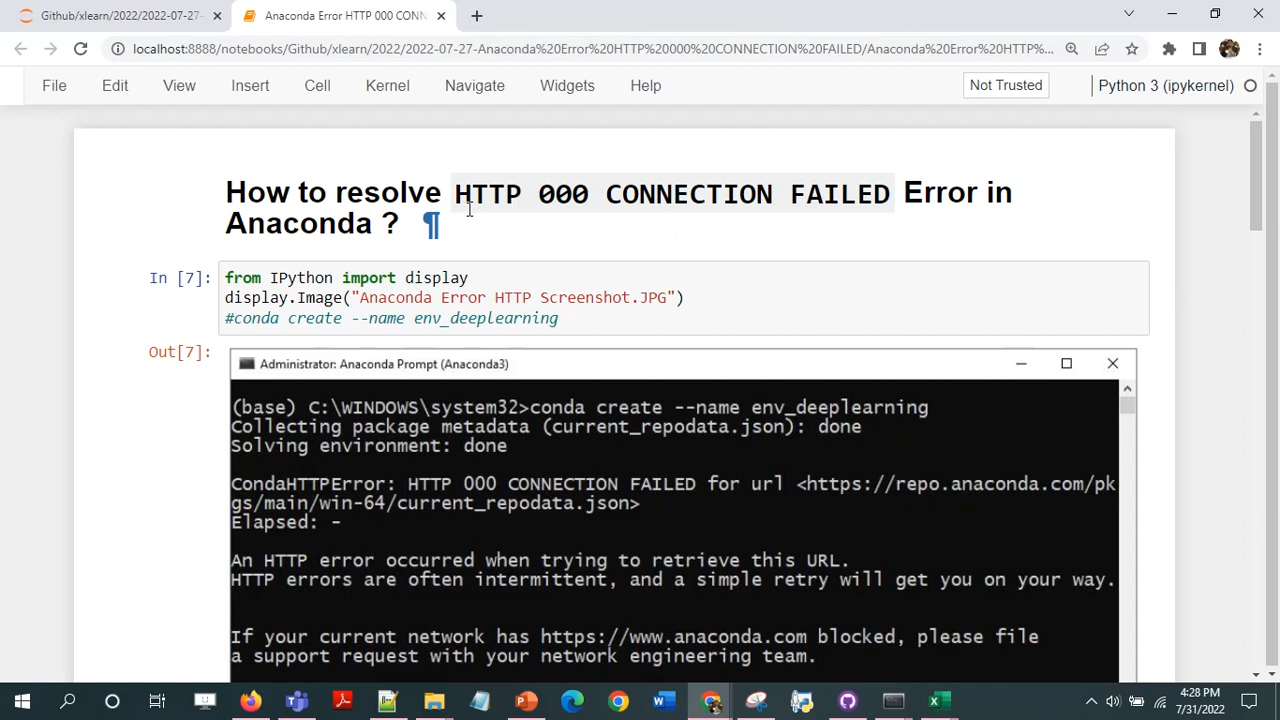 Github/xlearn/2022/2022-07-27-
Anaconda Error HTTP 000 CONN
localhost:8888/notebooks/Github/xlearn/2022/2022-07-27-Anaconda%20Error%20HTTP%20000%20CONNECTION%20FAILED/Anaconda%20Error%20HTTP%...
File Edit View Insert Cell Kernel Navigate Widgets Help Not Trusted Python 3 (ipykernel)
How to resolve HTTP 000 CONNECTION FAILED Error in
Anaconda ? ¶
In [7]: from IPython import display
display.Image("Anaconda Error HTTP Screenshot.JPG")
#conda create --name env_deeplearning
Out[7]:
Administrator: Anaconda Prompt (Anaconda3)
(base) C:\WINDOWS\system32>conda create --name env_deeplearning
Collecting package metadata (current_repodata.json): done
Solving environment: done
CondaHTTPError: HTTP 000 CONNECTION FAILED for url <https://repo.anaconda.com/pk
gs/main/win-64/current_repodata.json>
Elapsed: -
An HTTP error occurred when trying to retrieve this URL.
HTTP errors are often intermittent, and a simple retry will get you on your way.
If your current network has https://www.anaconda.com blocked, please file
a support request with your network engineering team.
4:28 PM
7/31/2022